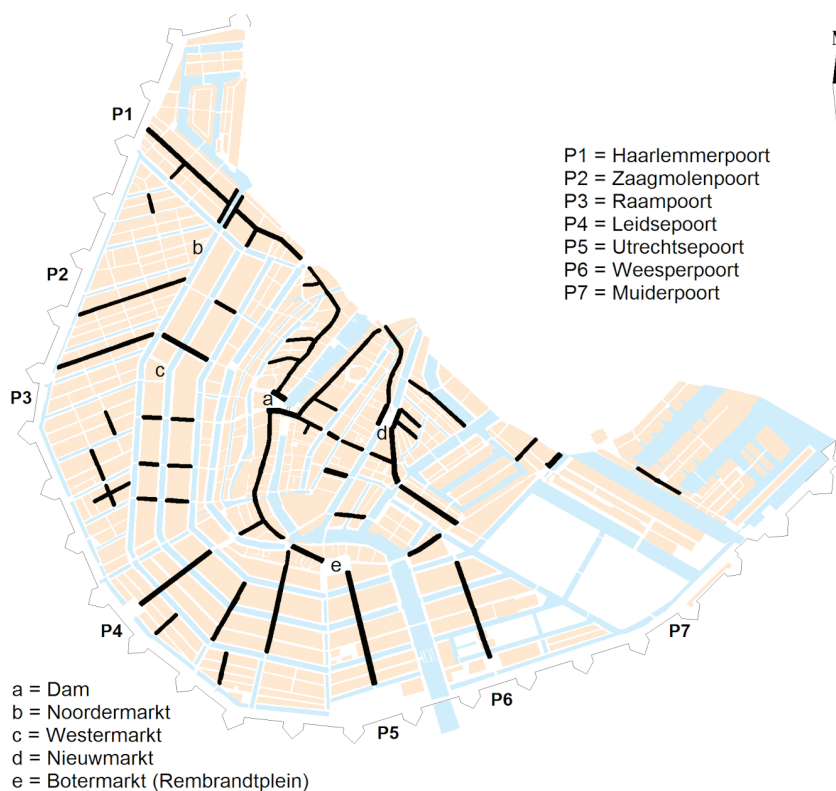 N
P1
P1 = Haarlemmerpoort
P2 = Zaagmolenpoort
P3 = Raampoort
P4 = Leidsepoort
P5 = Utrechtsepoort
P6 = Weesperpoort
P7 = Muiderpoort
b
P2
c
P3
a
d
e
P4
P7
P6
P5
a = Dam
b = Noordermarkt
c = Westermarkt
d = Nieuwmarkt
e = Botermarkt (Rembrandtplein)